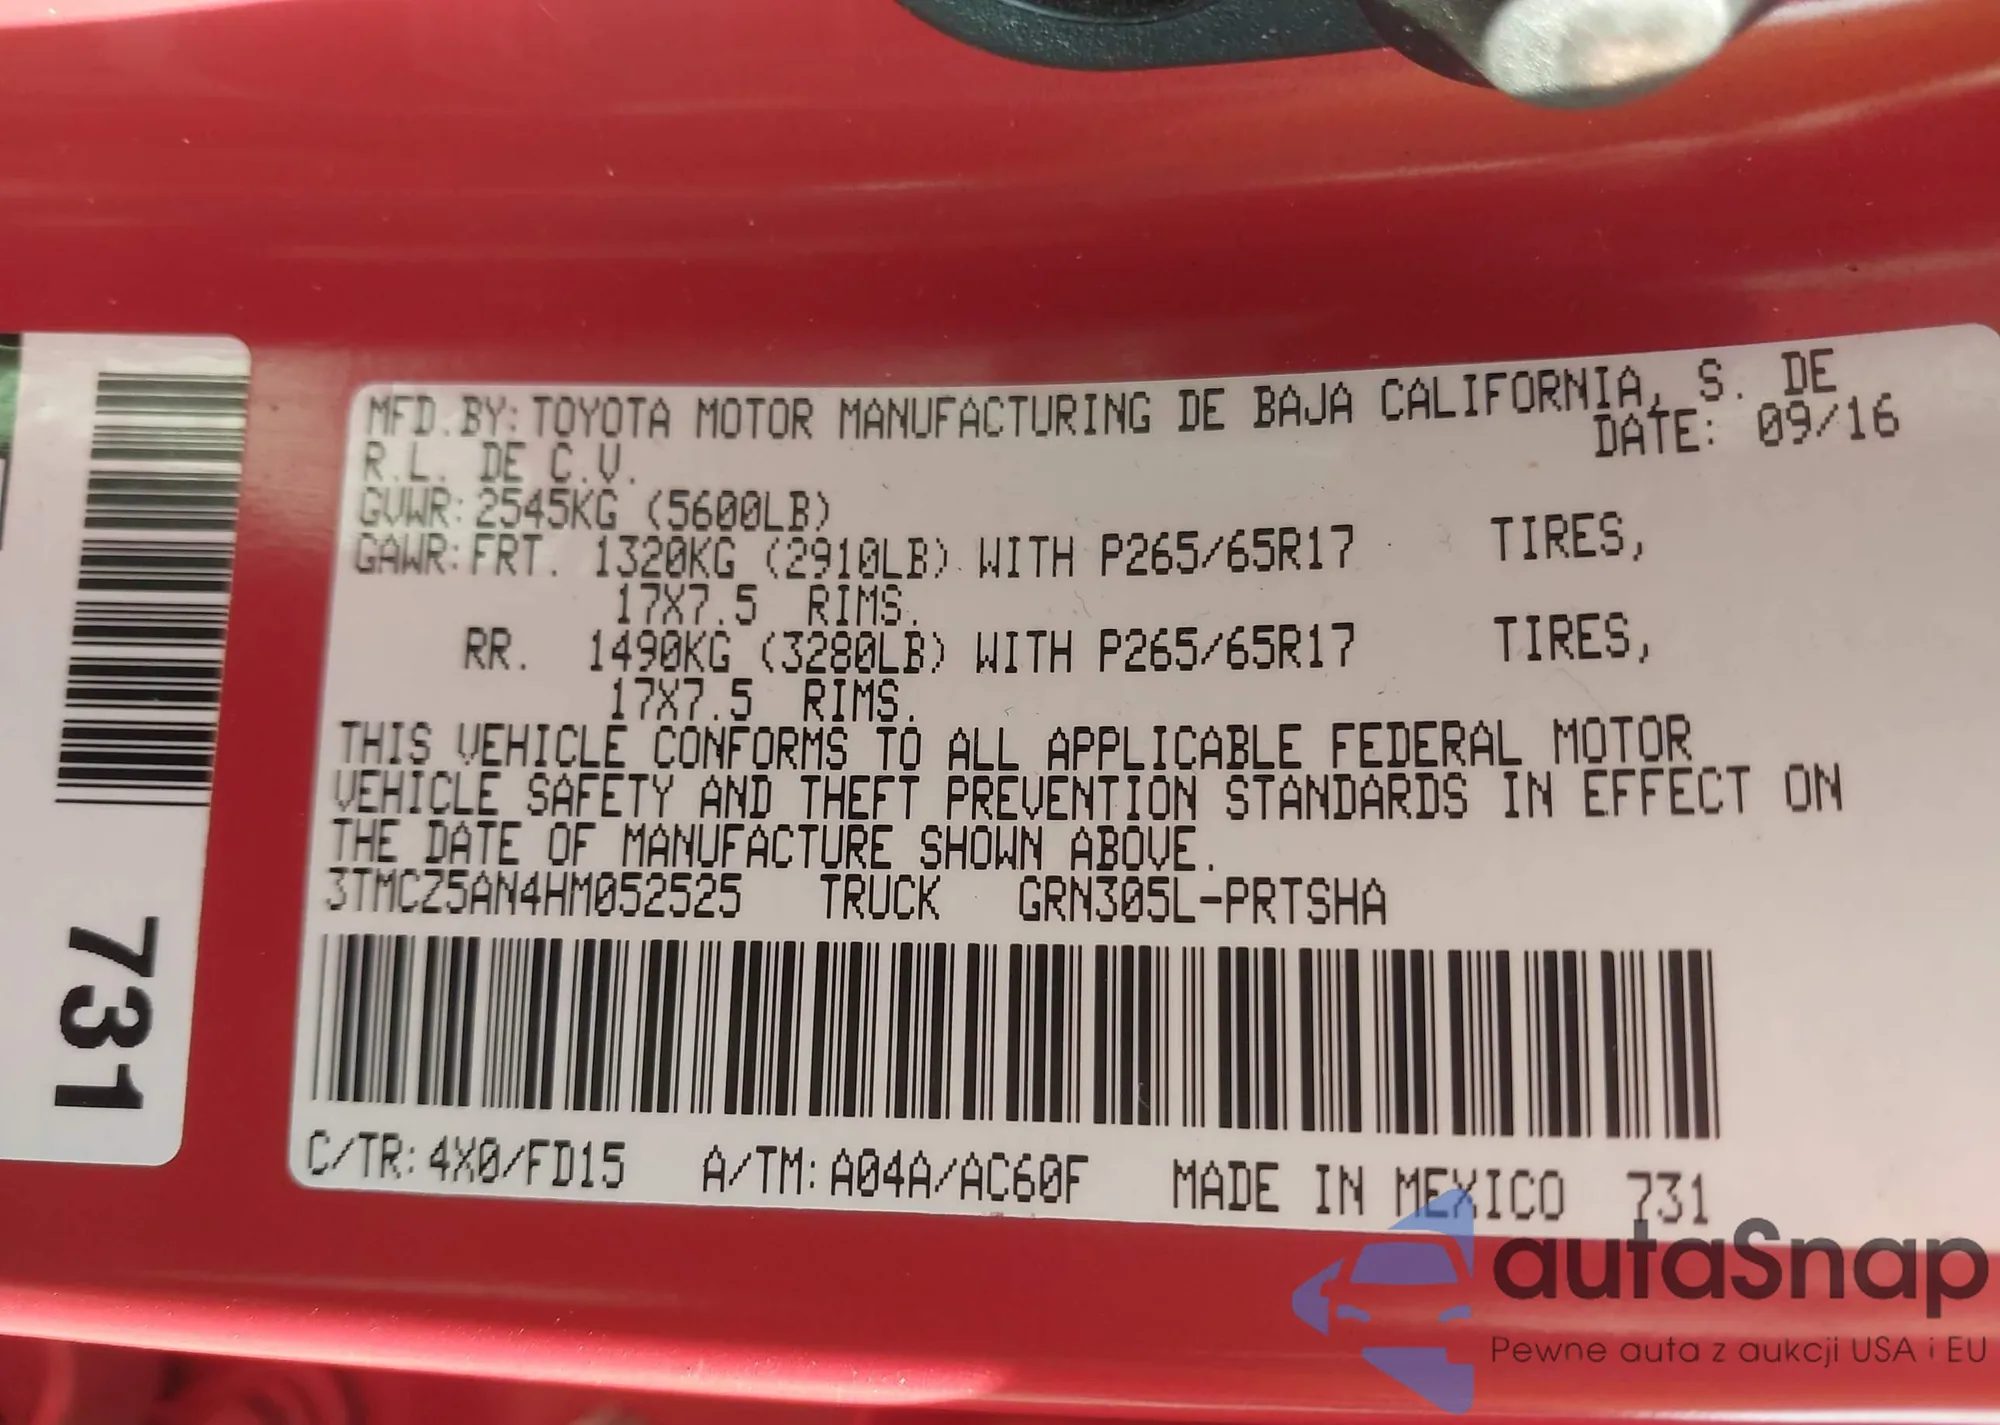 MFD.BY: TOYOTA MOTOR MANUFACTURING DE BAJA CALIFORNIA, S. DE
R.L. DE C.V. DATE: 09/16
GVWR: 2545KG (5600LB)
GAWR: FRT. 1320KG (2910LB) WITH P265/65R17 TIRES,
17X7.5 RIMS.
RR. 1490KG (3280LB) WITH P265/65R17 TIRES,
17X7.5 RIMS.
THIS VEHICLE CONFORMS TO ALL APPLICABLE FEDERAL MOTOR
VEHICLE SAFETY AND THEFT PREVENTION STANDARDS IN EFFECT ON
THE DATE OF MANUFACTURE SHOWN ABOVE.
3TMCZ5AN4HM052525 TRUCK GRN305L-PRTSHA
C/TR: 4X0/FD15 A/TM: A04A/AC60F MADE IN MEXICO 731
731
autaSnap
Pewne auta z aukcji USA i EU